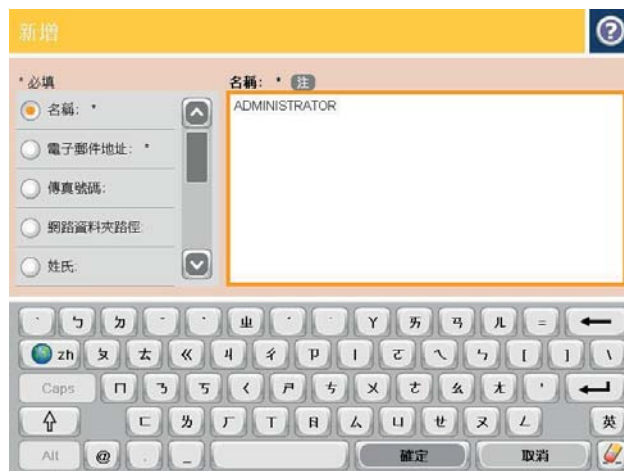 新增
* 必填
名稱: * 注
名稱: *
電子郵件地址: *
傳真號碼:
網路資料夾路徑:
姓氏:
ADMINISTRATOR
ˋ ㄅ ㄉ ˇ ˋ ㄓ ˊ ˙ ㄚ ㄞ ㄢ ㄦ =
zh ㄆ ㄊ ㄍ ㄐ ㄔ ㄗ ㄧ ㄛ ㄟ ㄣ [ ] \
Caps ㄇ ㄋ ㄎ ㄑ ㄕ ㄘ ㄨ ㄜ ㄠ ㄤ '
ㄈ ㄌ ㄏ ㄒ ㄖ ㄙ ㄩ ㄝ ㄡ ㄥ 英
Alt @ . _ 確定 取消